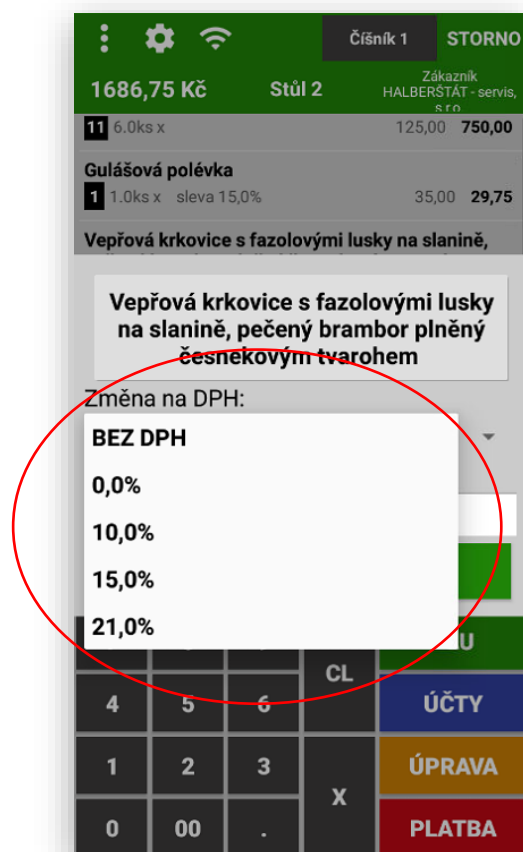 Číšník 1 STORNO
1686,75 Kč Stůl 2 Zákazník
HALBERŠTÁT - servis,
s.r.o.
11 6.0ks x 125,00 750,00
Gulášová polévka
1 1.0ks x sleva 15,0% 35,00 29,75
Vepřová krkovice s fazolovými lusky na slanině,
Vepřová krkovice s fazolovými lusky
na slanině, pečený brambor plněný
česnekovým tvarohem
Změna na DPH:
BEZ DPH
0,0%
10,0%
15,0%
21,0%
U
CL
4 5 6 ÚČTY
1 2 3 ÚPRAVA
X
0 00 . PLATBA